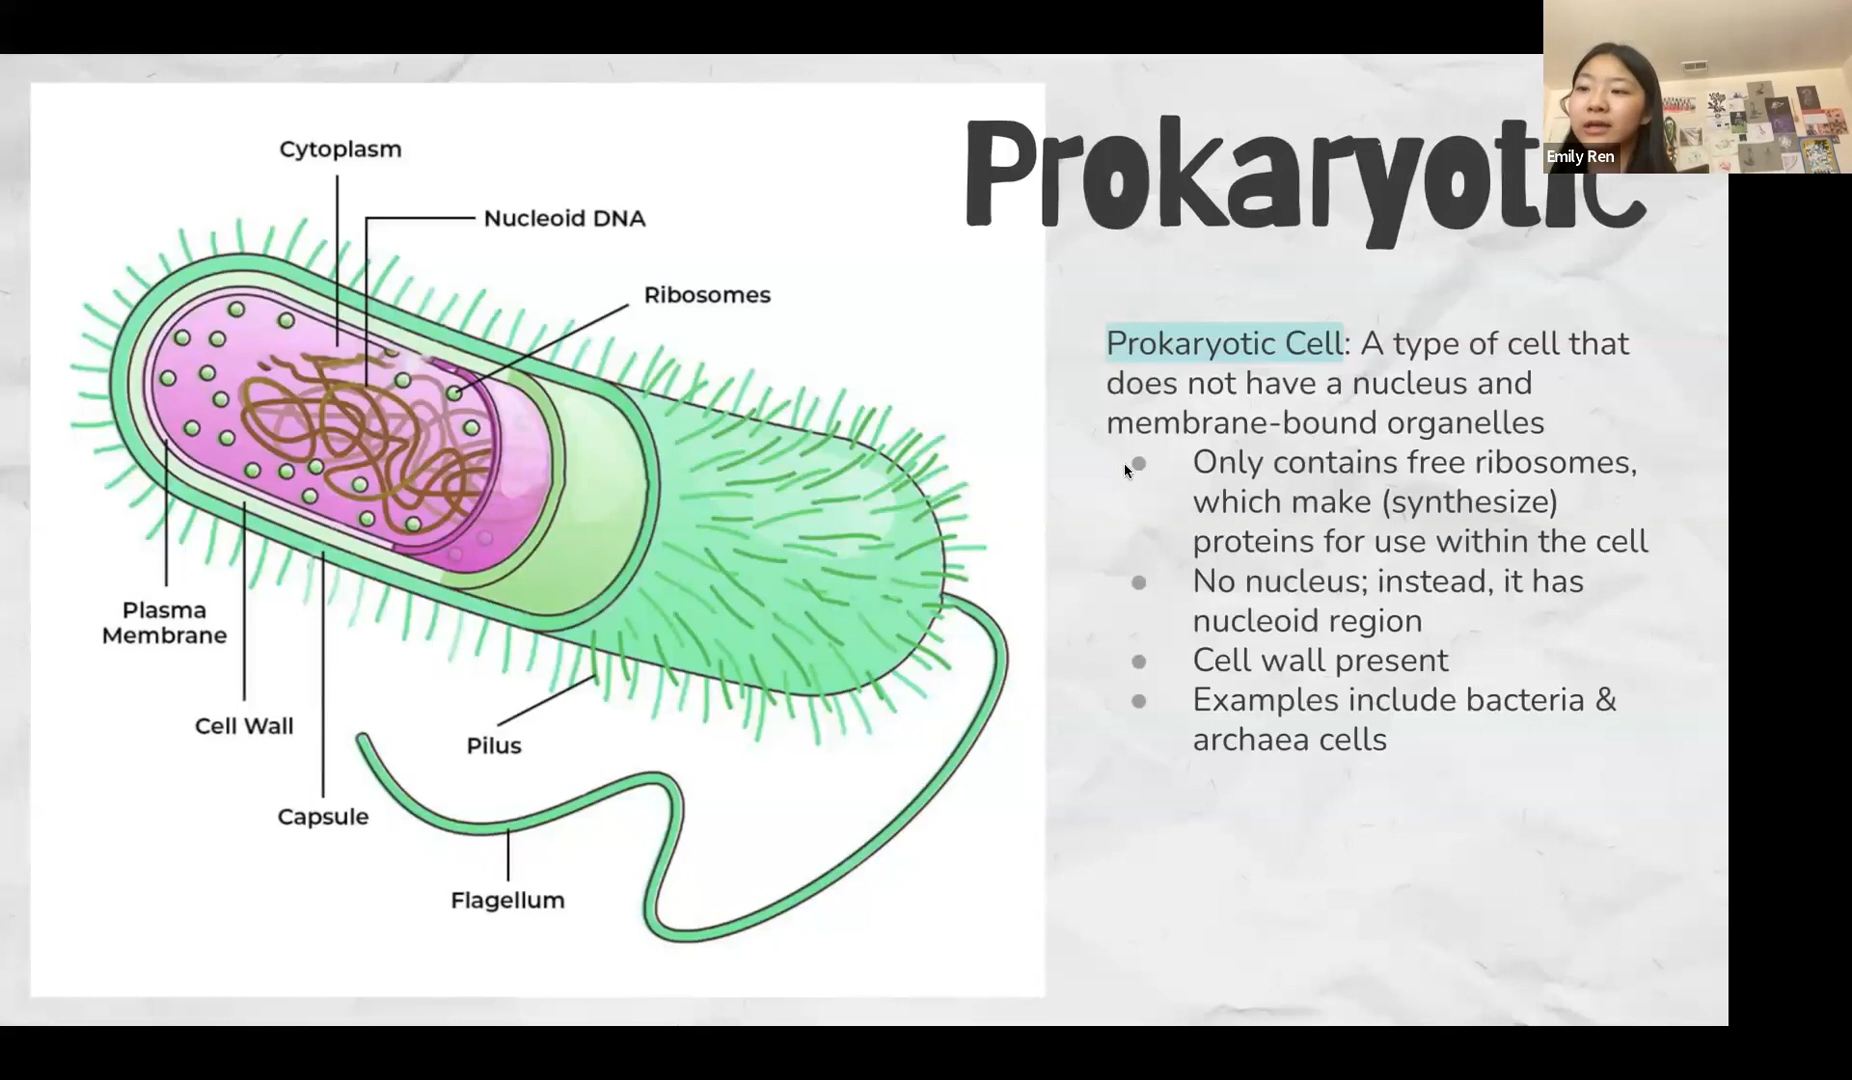 Prokaryotic
Emily Ren
Cytoplasm
Nucleoid DNA
Ribosomes
Plasma
Membrane
Cell Wall
Capsule
Pilus
Flagellum
Prokaryotic Cell: A type of cell that
does not have a nucleus and
membrane-bound organelles
● Only contains free ribosomes,
which make (synthesize)
proteins for use within the cell
● No nucleus; instead, it has
nucleoid region
● Cell wall present
● Examples include bacteria &
archaea cells